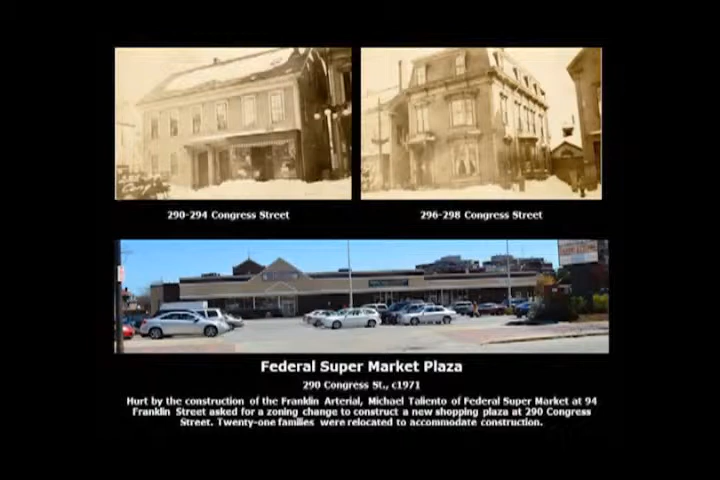 290-294 Congress Street
296-298 Congress Street
Federal Super Market Plaza
290 Congress St., c1971
Hurt by the construction of the Franklin Arterial, Michael Taliento of Federal Super Market at 94
Franklin Street asked for a zoning change to construct a new shopping plaza at 290 Congress
Street. Twenty-one families were relocated to accommodate construction.